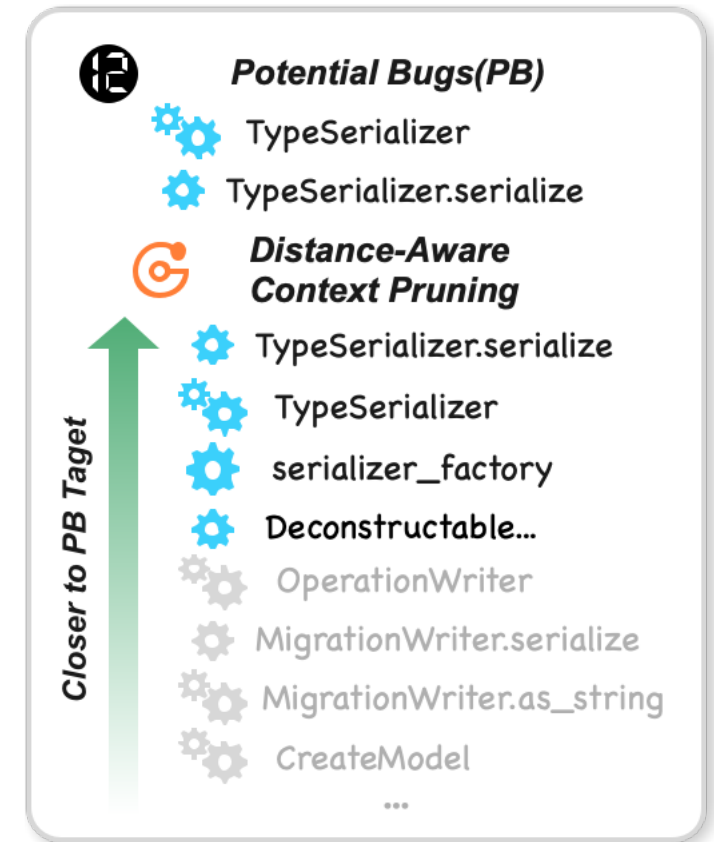 12
Potential Bugs(PB)
TypeSerializer
TypeSerializer.serialize
Distance-Aware
Context Pruning
Closer to PB Taget
TypeSerializer.serialize
TypeSerializer
serializer_factory
Deconstructable...
OperationWriter
MigrationWriter.serialize
MigrationWriter.as_string
CreateModel
...